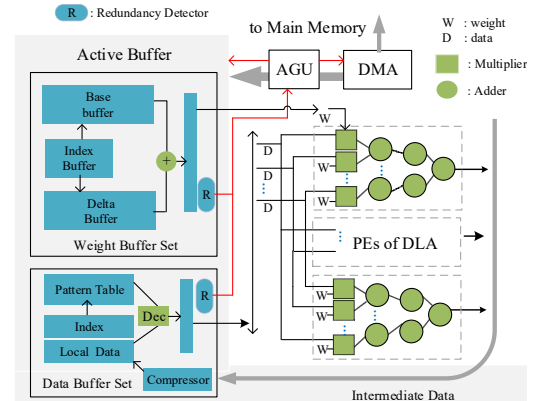 R : Redundancy Detector
to Main Memory
W : weight
D : data
: Multiplier
: Adder
Active Buffer
AGU
DMA
Base
buffer
Index
Buffer
Delta
Buffer
+
R
Weight Buffer Set
W
D
D
D
W
W
PEs of DLA
Pattern Table
Index
Local Data
Dec
R
Compressor
Data Buffer Set
W
W
W
Intermediate Data